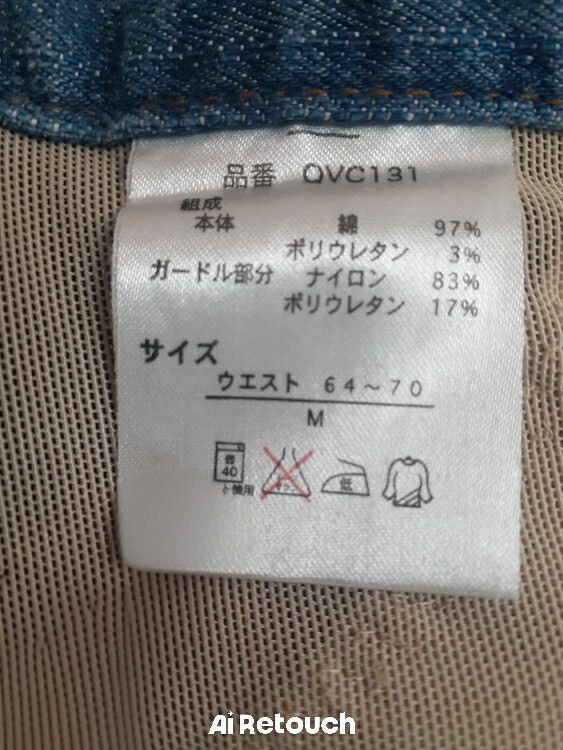 品番 QVC131
組成
本体 綿 97%
ポリウレタン 3%
ガードル部分 ナイロン 83%
ポリウレタン 17%
サイズ
ウエスト 64～70
M
40
低
Ai Retouch